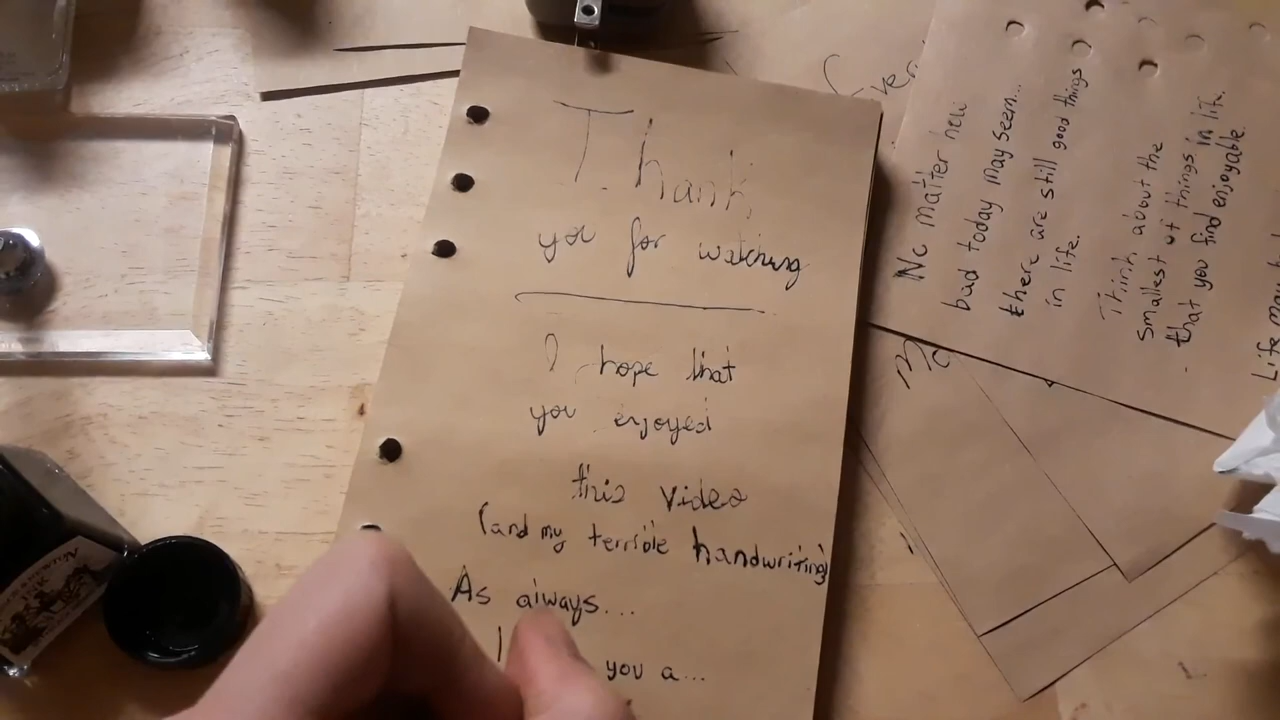 Thank
you for watching
I hope that
you enjoyed
this video
(and my terrible handwriting)
As always...
I you a...
No matter how
bad today may seem...
there are still good things
in life.
Think about the
smallest of things in life.
that you find enjoyable.
Life may